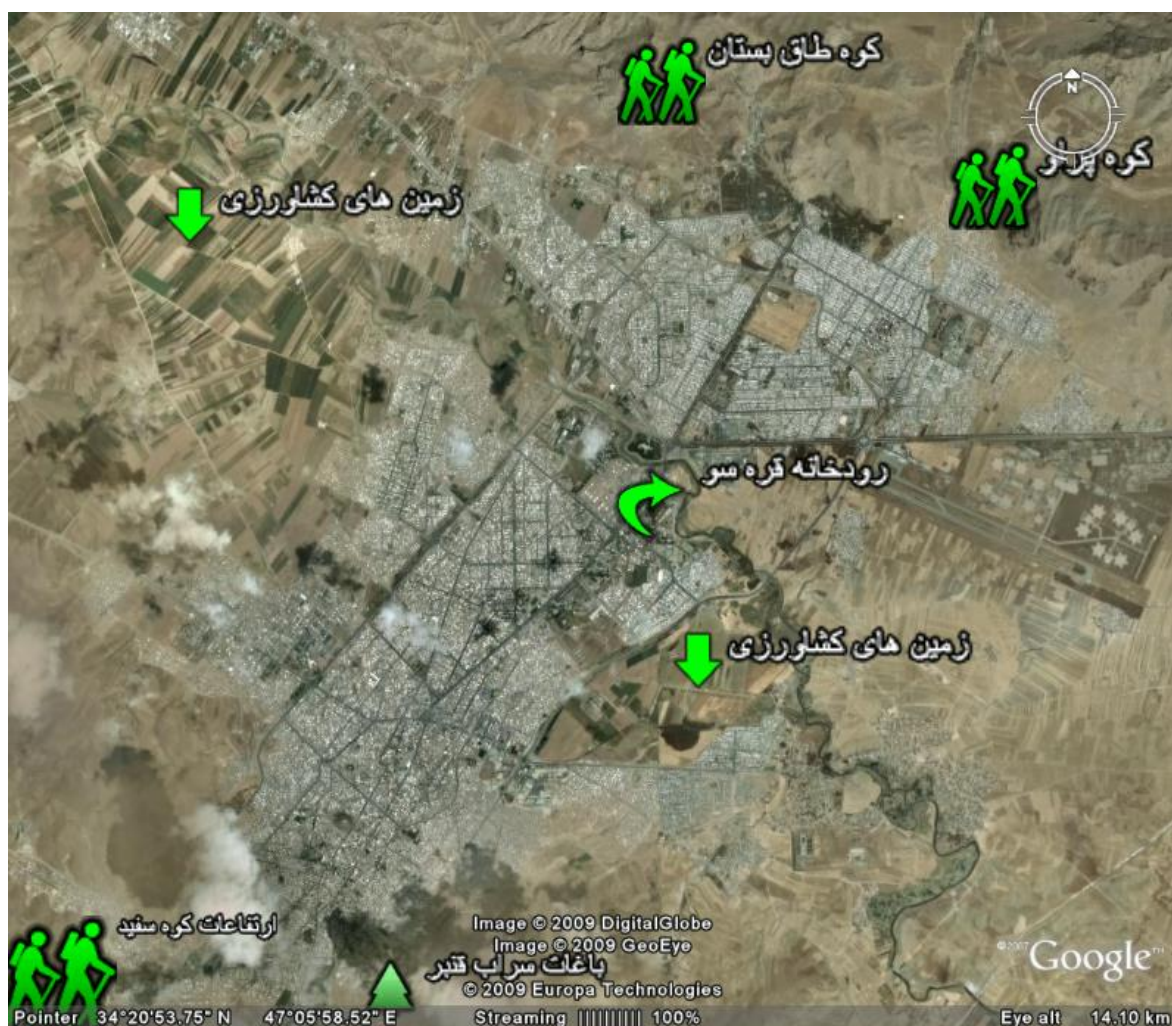 کوه طاق بستان
N
کوه پراو
زمین های کشاورزی
رودخانه قره سو
زمین های کشاورزی
ارتفاعات کوه سفید
Image © 2009 DigitalGlobe
Image © 2009 GeoEye
باغات سراب قنبر
© 2009 Europa Technologies
©2007 Google™
Pointer 34°20'53.75" N 47°05'58.52" E Streaming |||||||||| 100% Eye alt 14.10 km